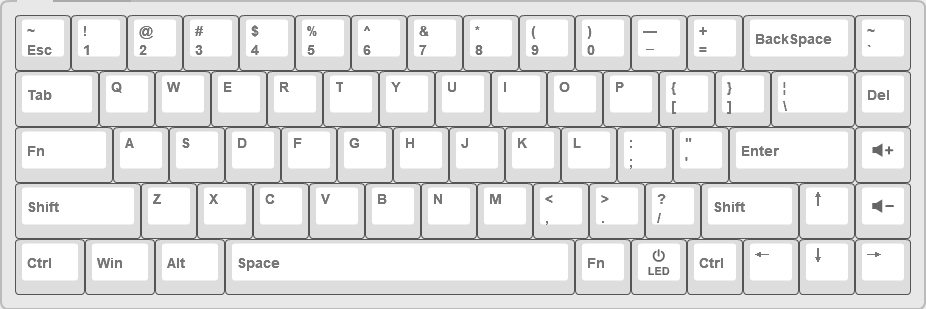 ~ ! @ # $ % ^ & * ( ) — + BackSpace ~
Esc 1 2 3 4 5 6 7 8 9 0 – = `
Tab Q W E R T Y U I O P { } ¦ Del
[ ] \
Fn A S D F G H J K L : " Enter +
; '
Shift Z X C V B N M < > ? Shift ↑ −
, . /
Ctrl Win Alt Space Fn LED Ctrl ← ↓ →